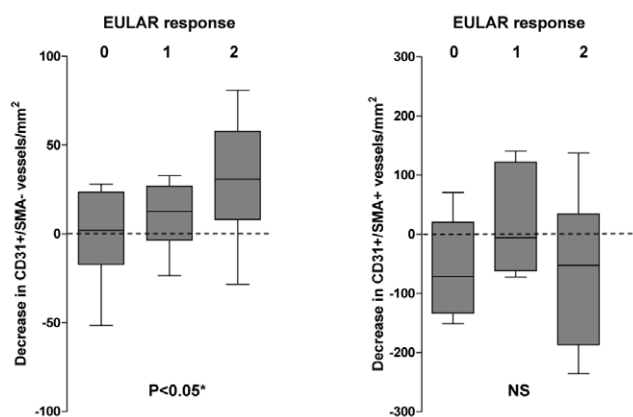 EULAR response
0 1 2
Decrease in CD31+/SMA- vessels/mm²
100
50
0
-50
-100
P<0.05*
EULAR response
0 1 2
Decrease in CD31+/SMA+ vessels/mm²
300
200
100
0
-100
-200
-300
NS